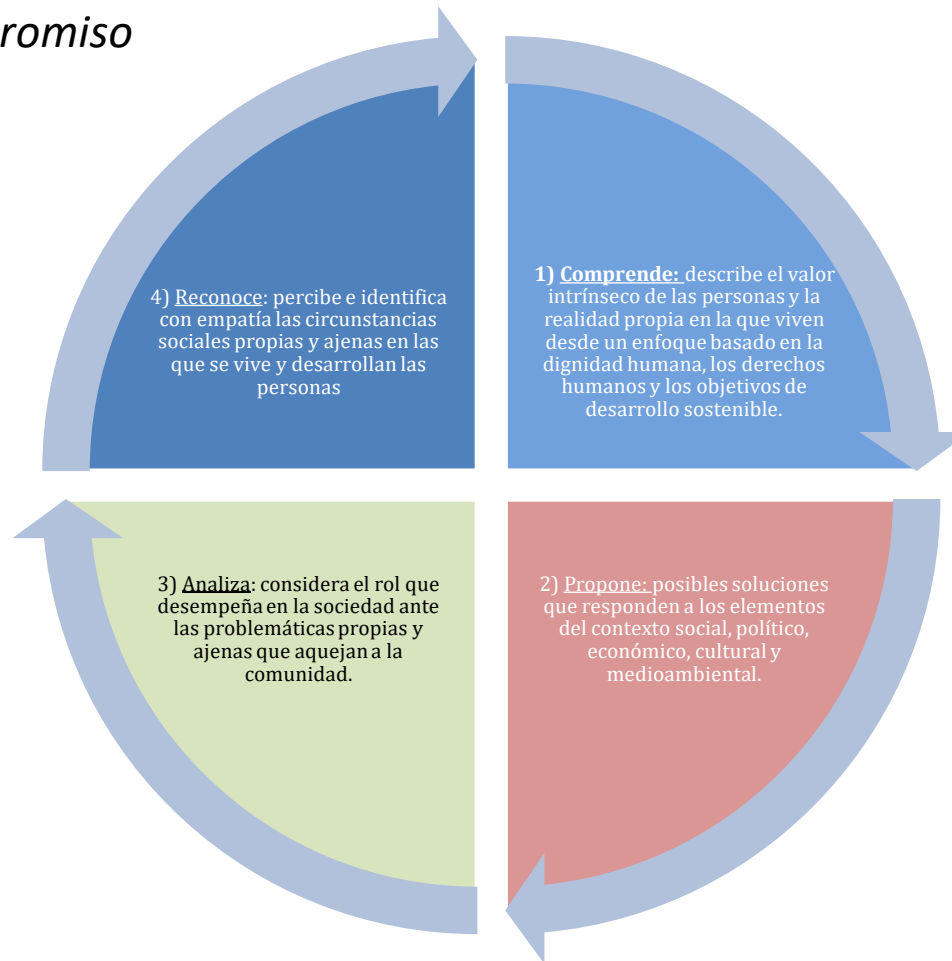 romiso
4) Reconoce: percibe e identifica
con empatía las circunstancias
sociales propias y ajenas en las
que se vive y desarrollan las
personas
1) Comprende: describe el valor
intrínseco de las personas y la
realidad propia en la que viven
desde un enfoque basado en la
dignidad humana, los derechos
humanos y los objetivos de
desarrollo sostenible.
3) Analiza: considera el rol que
desempeña en la sociedad ante
las problemáticas propias y
ajenas que aquejan a la
comunidad.
2) Propone: posibles soluciones
que responden a los elementos
del contexto social, político,
económico, cultural y
medioambiental.